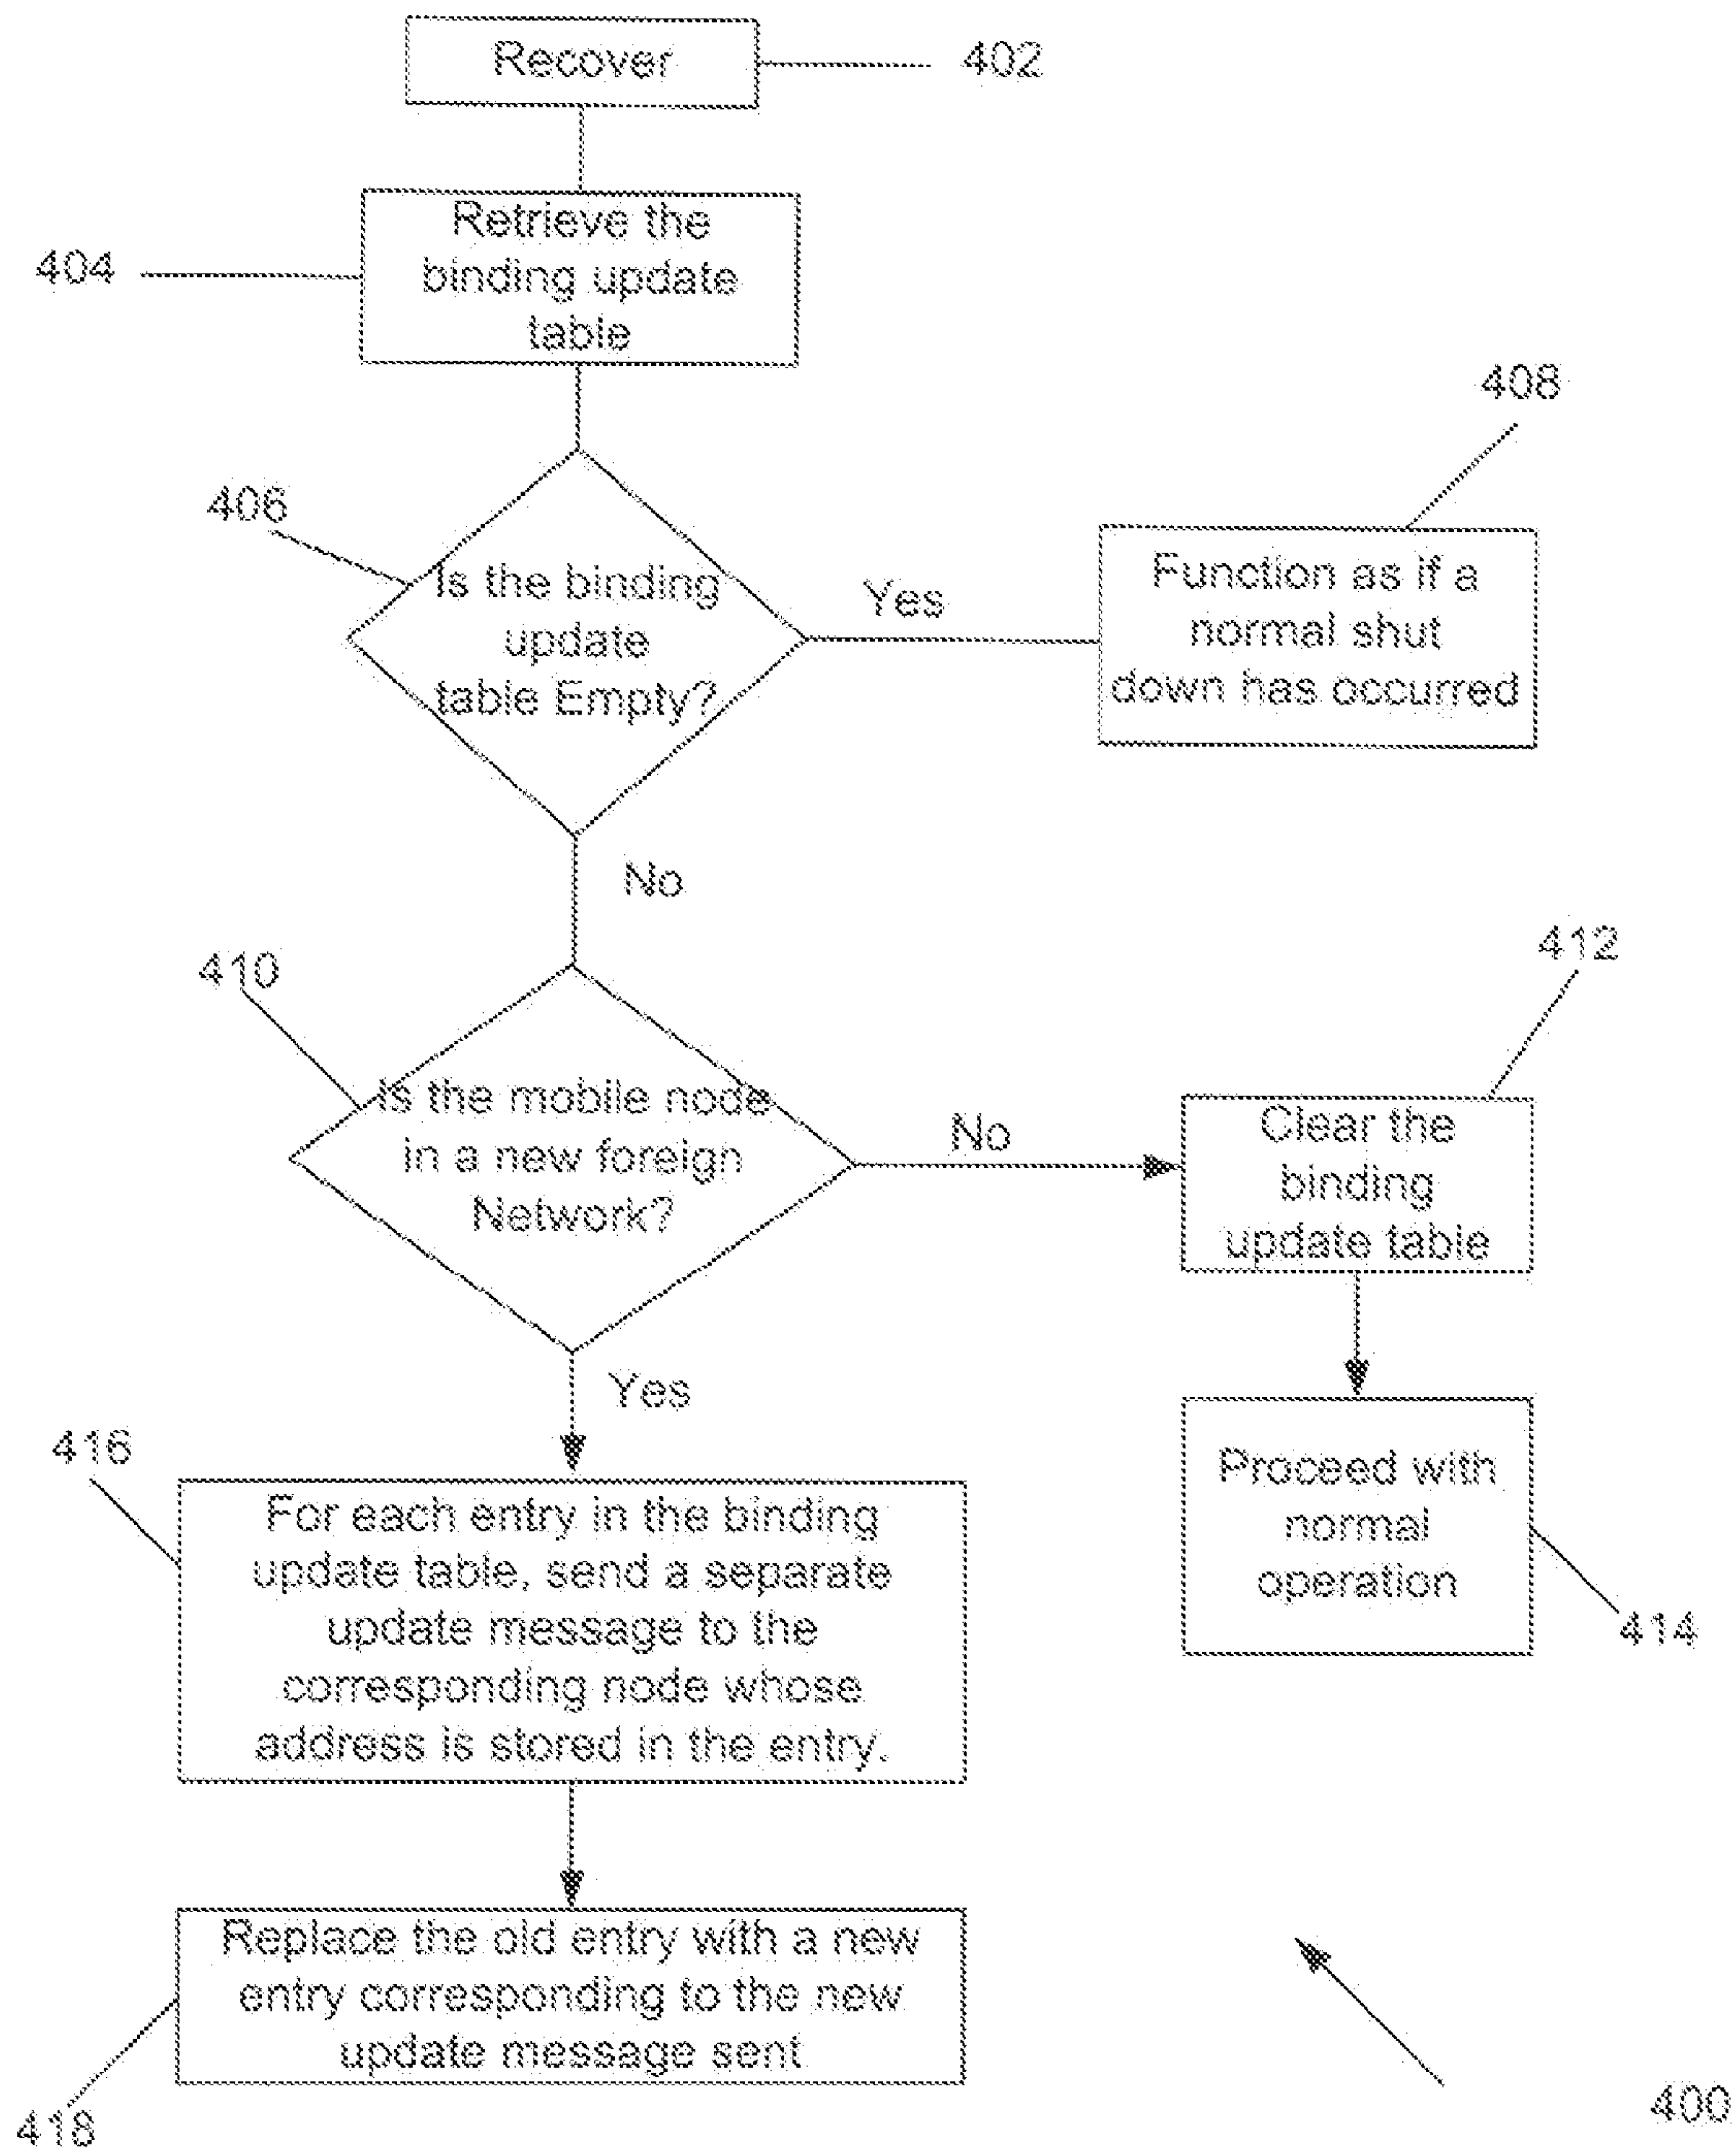 Recover
402
Retrieve the
binding update
table
404
408
406
Is the binding
update
table Empty?
Yes
Function as if a
normal shut
down has occurred
No
412
410
Is the mobile node
in a new foreign
Network?
No
Clear the
binding
update table
Yes
416
For each entry in the binding
update table, send a separate
update message to the
corresponding node whose
address is stored in the entry.
Proceed with
normal
operation
414
Replace the old entry with a new
entry corresponding to the new
update message sent
418
400